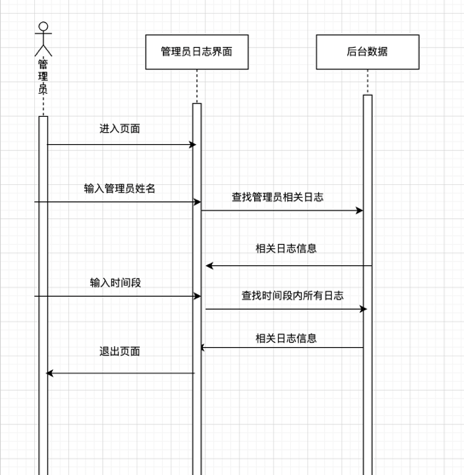 管理员
管理员日志界面
后台数据
进入页面
输入管理员姓名
查找管理员相关日志
相关日志信息
输入时间段
查找时间段内所有日志
相关日志信息
退出页面